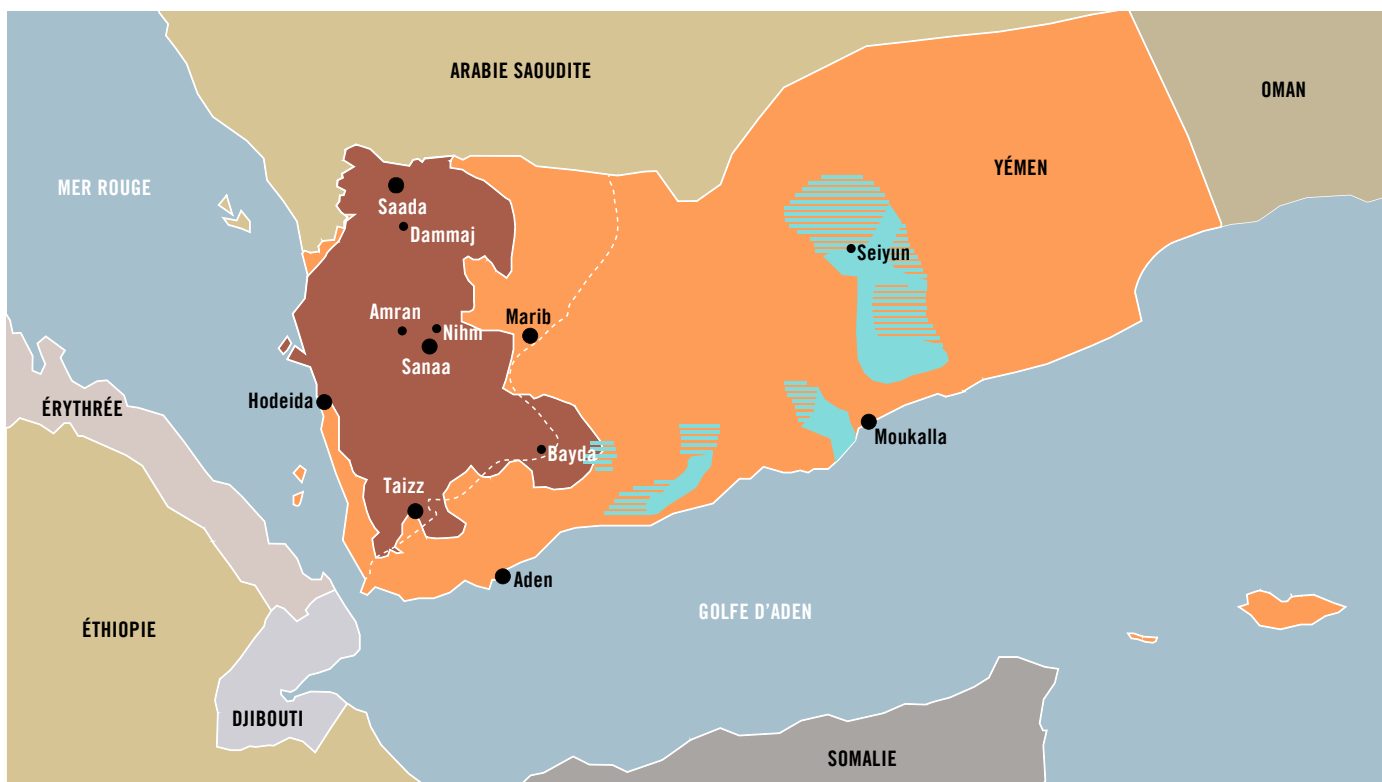 ARABIE SAOUDITE
OMAN
YÉMEN
MER ROUGE
Saada
Dammaj
Seiyun
Amran
Nihm
Marib
Sanaa
Hodeida
ÉRYTHRÉE
Moukalla
Bayda
Taizz
Aden
GOLFE D'ADEN
ÉTHIOPIE
DJIBOUTI
SOMALIE